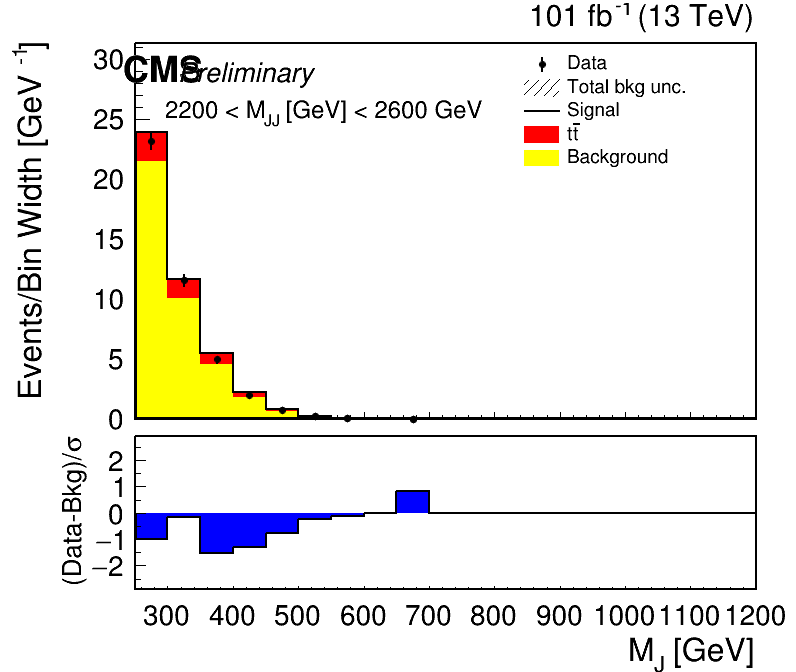 101 fb⁻¹ (13 TeV)
CMS Preliminary
2200 < M_JJ [GeV] < 2600 GeV
Data
Total bkg unc.
Signal
tt̄
Background
Events/Bin Width [GeV⁻¹]
30
25
20
15
10
5
0
(Data-Bkg)/σ
2
1
0
−1
−2
300 400 500 600 700 800 900 1000 1100 1200
M_J [GeV]